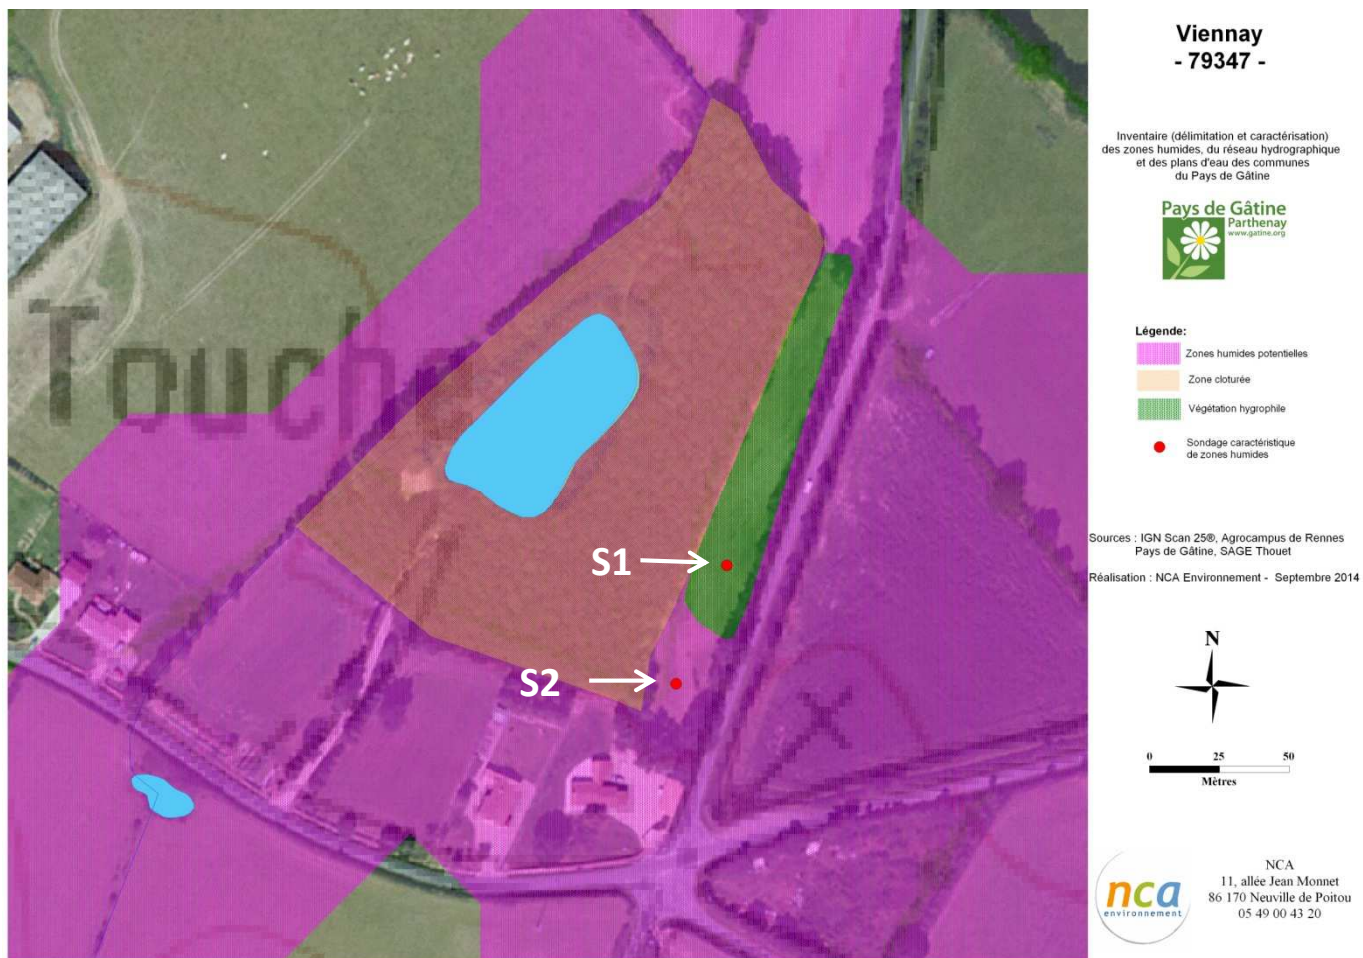 Touche
S1
S2
Viennay
- 79347 -
Inventaire (délimitation et caractérisation)
des zones humides, du réseau hydrographique
et des plans d'eau des communes
du Pays de Gâtine
Pays de Gâtine
Parthenay
www.gatine.org
Légende:
Zones humides potentielles
Zone cloturée
Végétation hygrophile
Sondage caractéristique
de zones humides
Sources : IGN Scan 25®, Agrocampus de Rennes
Pays de Gâtine, SAGE Thouet
Réalisation : NCA Environnement - Septembre 2014
N
0 25 50
Mètres
nca
environnement
NCA
11, allée Jean Monnet
86 170 Neuville de Poitou
05 49 00 43 20